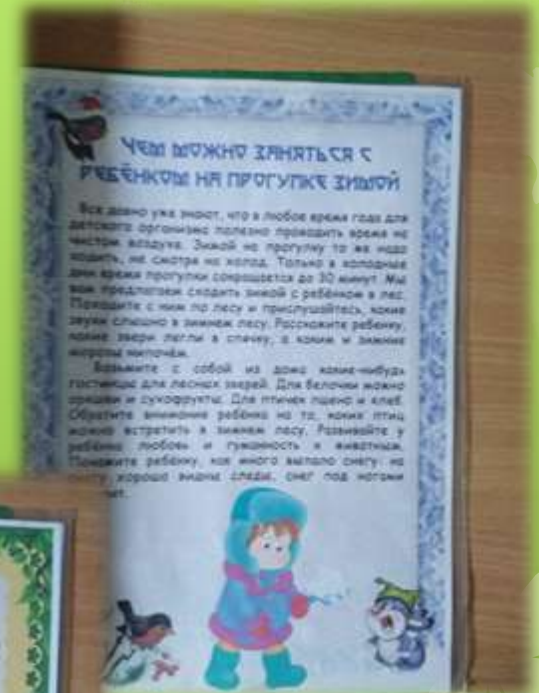 ЧЕМ МОЖНО ЗАНЯТЬСЯ С
РЕБЁНКОМ НА ПРОГУЛКЕ ЗИМОЙ
Все давно уже знают, что в любое время года для
детского организма полезно проводить время на
чистом воздухе. Зимой на прогулку то же надо
ходить, не смотря на холод. Только в холодные
дни время прогулки сокращается до 30 минут. Мы
вам предлагаем сходить зимой с ребёнком в лес.
Походите с ним по лесу и прислушайтесь, какие
звуки слышно в зимнем лесу. Расскажите ребенку,
какие звери легли в спячку, а каким и зимние
морозы нипочём.
Возьмите с собой из дома какие-нибудь
гостинцы для лесных зверей. Для белочки можно
орешки и сухофрукты. Для птичек пшено и хлеб.
Обратите внимание ребёнка на то, каких птиц
можно встретить в зимнем лесу. Развивайте у
ребёнка любовь и гуманность к животным.
Покажите ребёнку, как много выпало снегу: на
снегу хорошо видны следы, снег под ногами